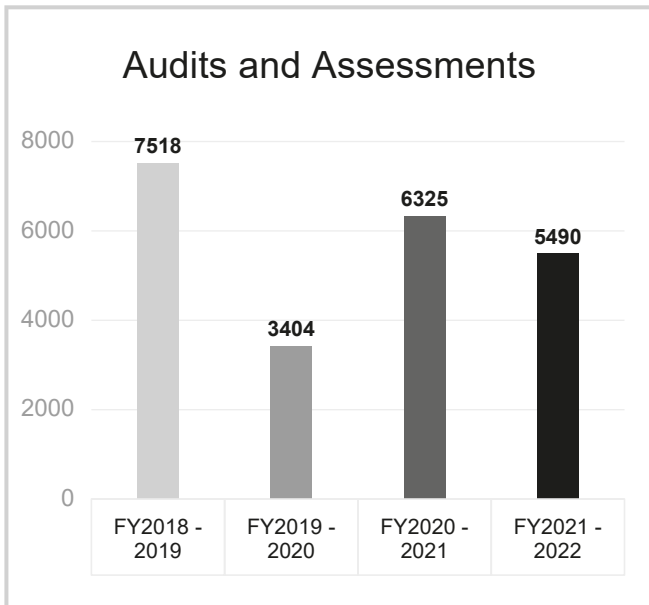 Audits and Assessments
8000
7518
6325
6000
5490
4000
3404
2000
0
FY2018 -
2019
FY2019 -
2020
FY2020 -
2021
FY2021 -
2022